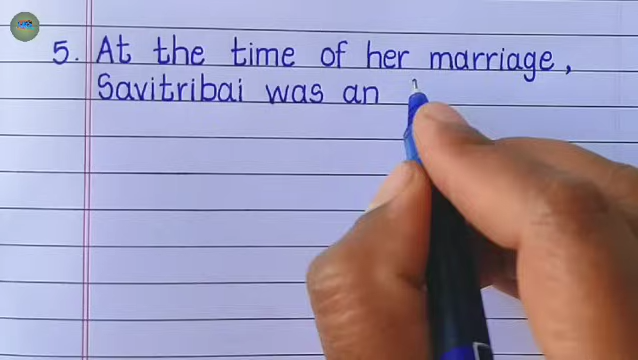 5. At the time of her marriage,
Savitribai was an